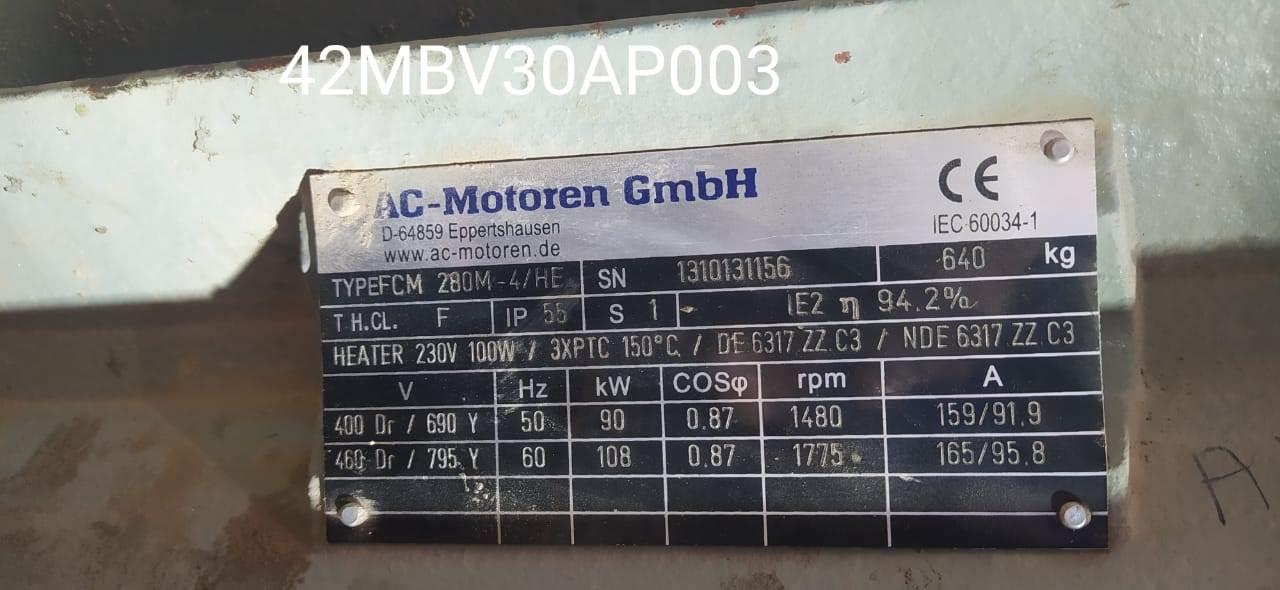 42MBV30AP003
AC-Motoren GmbH
D-64859 Eppertshausen
www.ac-motoren.de
CE
IEC 60034-1
TYPE FCM 280M-4/HE SN 1310131156 640 kg
TH.CL. F IP 55 S 1 - IE2 η 94.2%
HEATER 230V 100W / 3XPTC 150°C / DE 6317 ZZ C3 / NDE 6317 ZZ C3
V Hz kW COSφ rpm A
400 Dr / 690 Y 50 90 0.87 1480 159/91.9
460 Dr / 795 Y 60 108 0.87 1775 165/95.8
A